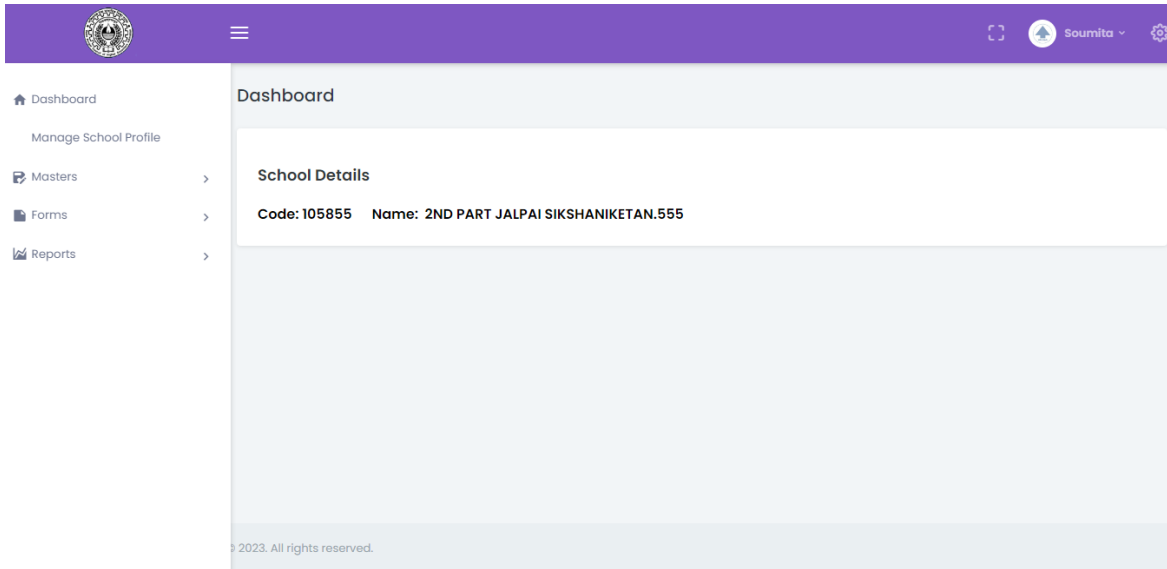 Soumita
Dashboard
Manage School Profile
Masters
Forms
Reports
Dashboard
School Details
Code: 105855 Name: 2ND PART JALPAI SIKSHANIKETAN.555
© 2023. All rights reserved.